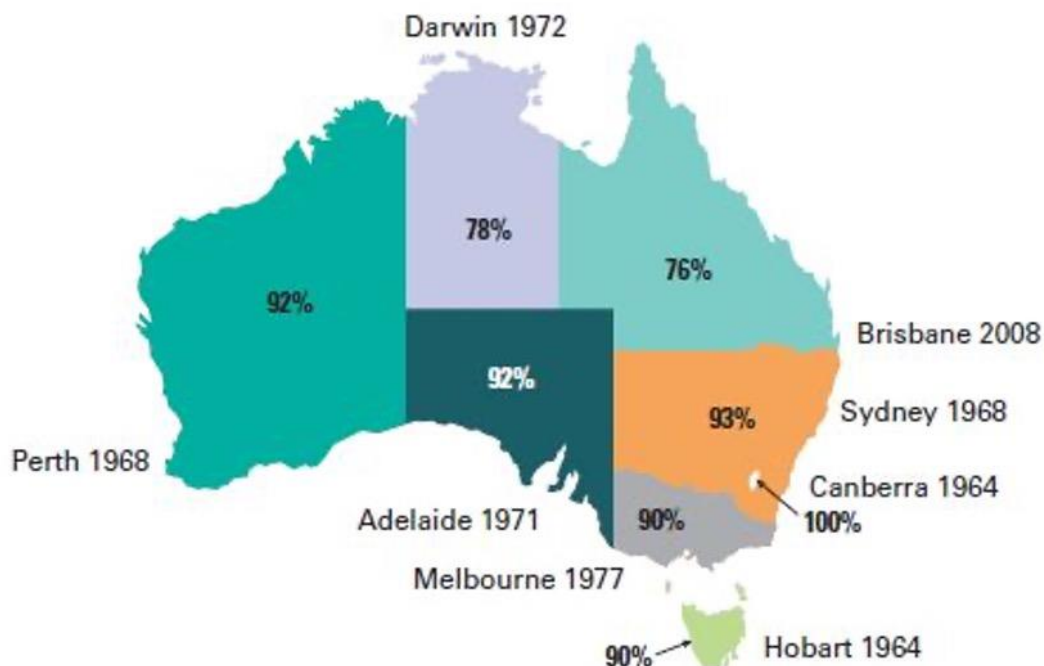 Darwin 1972
78%
76%
92%
Brisbane 2008
92%
Sydney 1968
93%
Perth 1968
Canberra 1964
Adelaide 1971
90%
100%
Melbourne 1977
Hobart 1964
90%